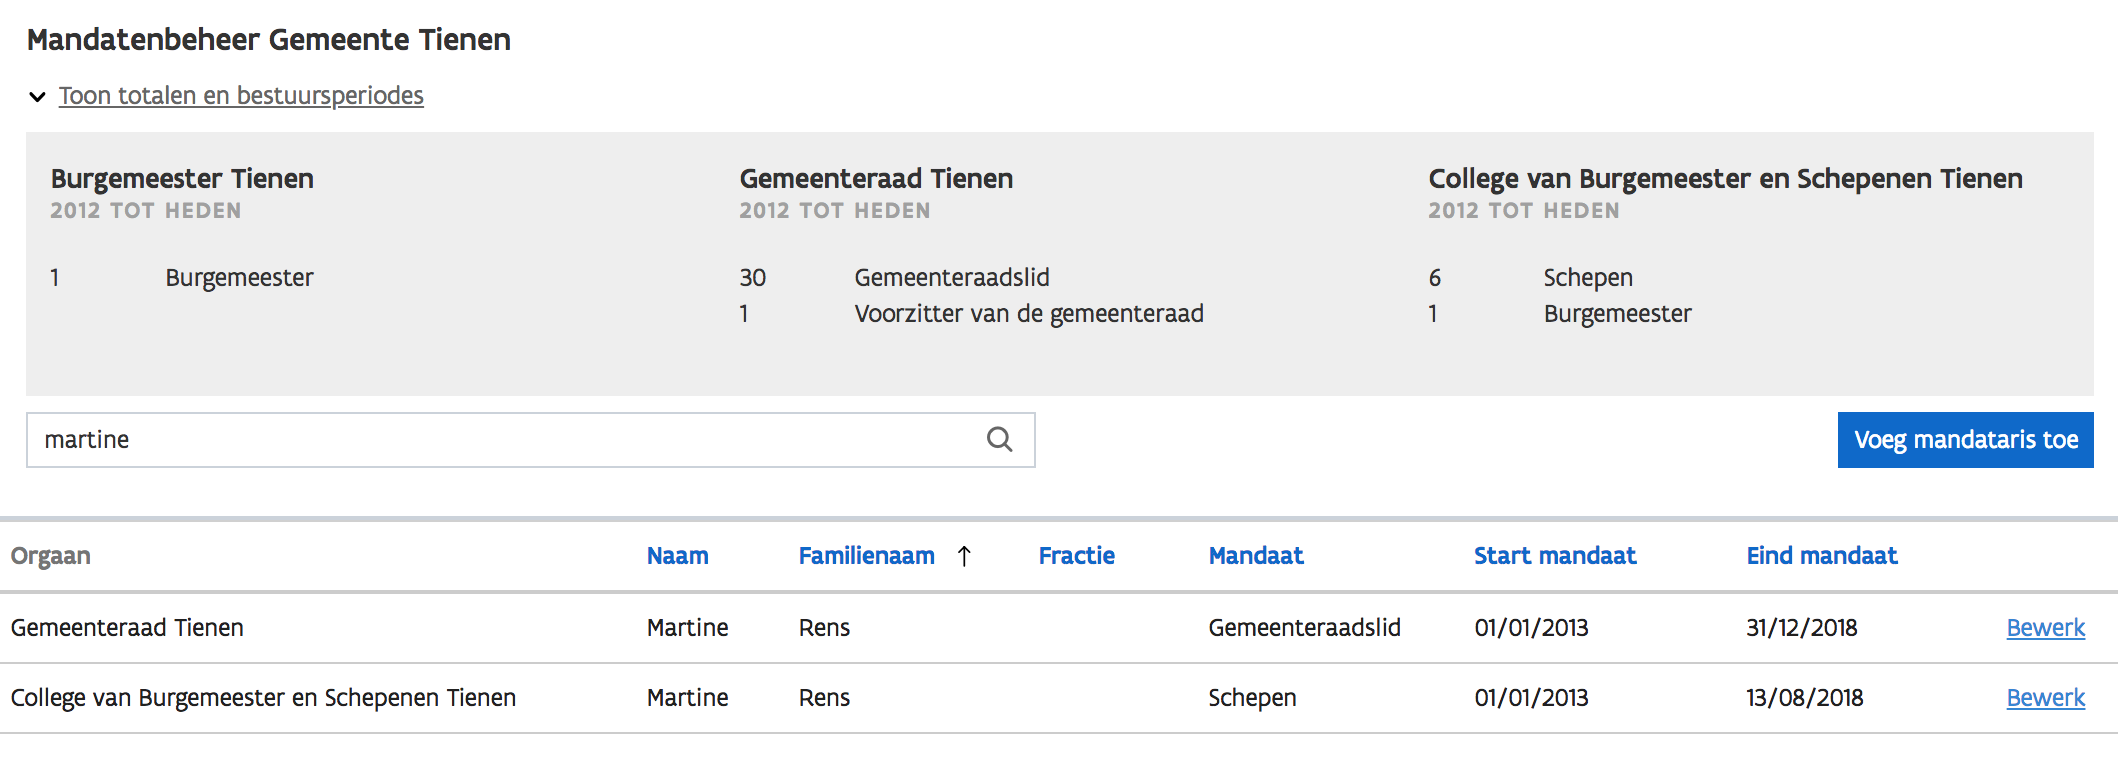 Mandatenbeheer Gemeente Tienen
Toon totalen en bestuursperiodes
Burgemeester Tienen
2012 TOT HEDEN
1 Burgemeester
Gemeenteraad Tienen
2012 TOT HEDEN
30 Gemeenteraadslid
1 Voorzitter van de gemeenteraad
College van Burgemeester en Schepenen Tienen
2012 TOT HEDEN
6 Schepen
1 Burgemeester
martine
Voeg mandataris toe
Orgaan Naam Familienaam ↑ Fractie Mandaat Start mandaat Eind mandaat
Gemeenteraad Tienen Martine Rens Gemeenteraadslid 01/01/2013 31/12/2018 Bewerk
College van Burgemeester en Schepenen Tienen Martine Rens Schepen 01/01/2013 13/08/2018 Bewerk